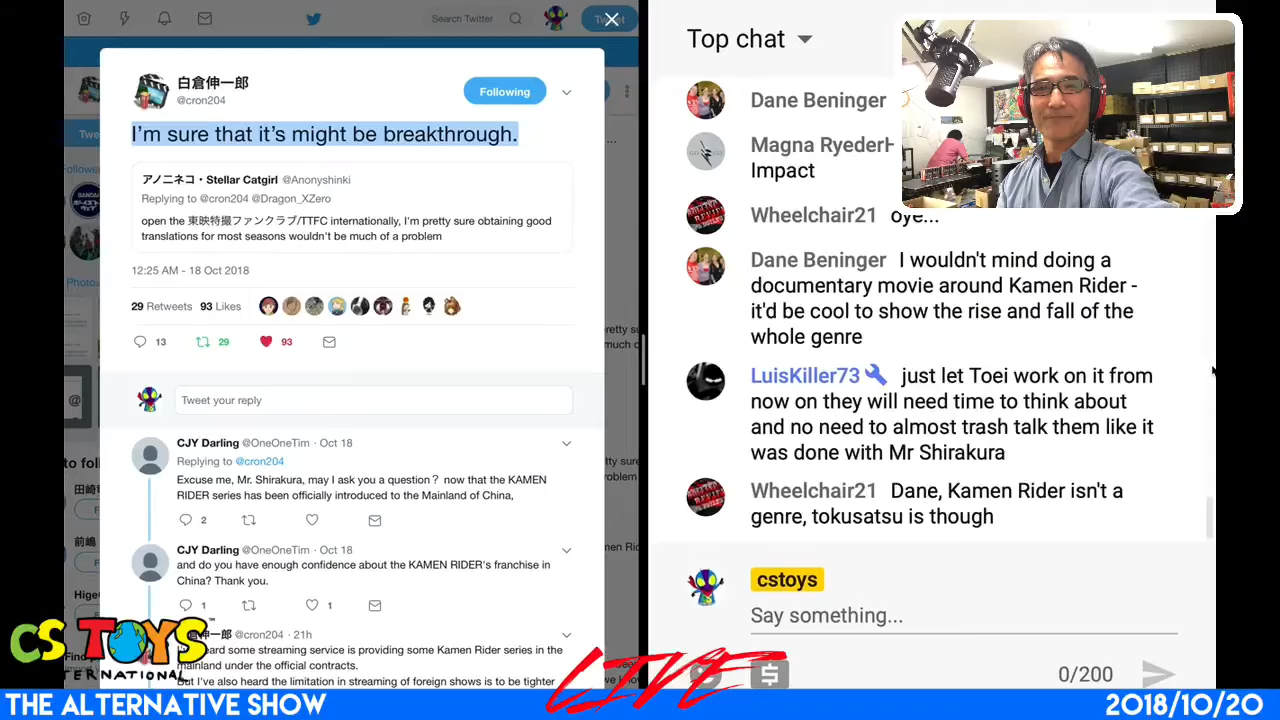 Search Twitter
Tweet
白倉伸一郎
@cron204
Following
I'm sure that it's might be breakthrough.
アノニネコ・Stellar Catgirl @Anonyshinki
Replying to @cron204 @Dragon_XZero
open the 東映特撮ファンクラブ/TTFC internationally, I'm pretty sure obtaining good
translations for most seasons wouldn't be much of a problem
12:25 AM - 18 Oct 2018
29 Retweets 93 Likes
13 29 93
Tweet your reply
CJY Darling @OneOneTim · Oct 18
Replying to @cron204
Excuse me, Mr. Shirakura, may I ask you a question？ now that the KAMEN
RIDER series has been officially introduced to the Mainland of China,
2
CJY Darling @OneOneTim · Oct 18
and do you have enough confidence about the KAMEN RIDER's franchise in
China? Thank you.
1 1
伸一郎 @cron204 · 21h
ard some streaming service is providing some Kamen Rider series in the
mainland under the official contracts.
But I've also heard the limitation in streaming of foreign shows is to be tighter
Top chat
Dane Beninger
Magna RyederH
Impact
Wheelchair21 oye...
Dane Beninger I wouldn't mind doing a
documentary movie around Kamen Rider -
it'd be cool to show the rise and fall of the
whole genre
LuisKiller73 just let Toei work on it from
now on they will need time to think about
and no need to almost trash talk them like it
was done with Mr Shirakura
Wheelchair21 Dane, Kamen Rider isn't a
genre, tokusatsu is though
cstoys
Say something...
0/200
CS TOYS
INTERNATIONAL
LIVE
THE ALTERNATIVE SHOW
2018/10/20